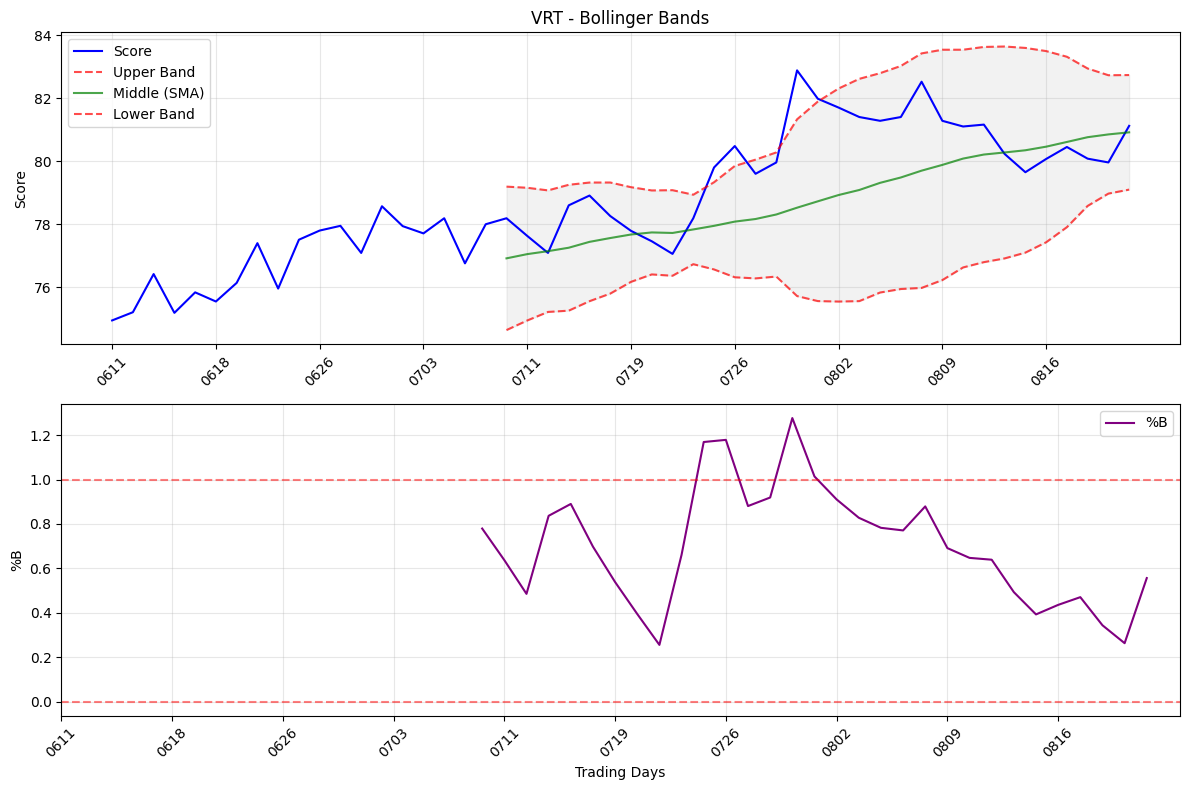 VRT - Bollinger Bands
Score
Upper Band
Middle (SMA)
Lower Band
84
82
80
78
76
Score
0611 0618 0626 0703 0711 0719 0726 0802 0809 0816
%B
1.2
1.0
0.8
0.6
0.4
0.2
0.0
%B
0611 0618 0626 0703 0711 0719 0726 0802 0809 0816
Trading Days